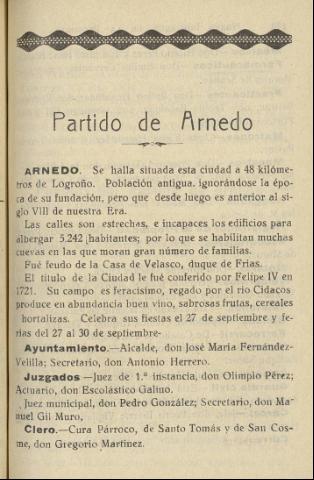 Partido de Arnedo
ARNEDO. Se halla situada esta ciudad a 48 kilóme-
tros de Logroño. Población antigua, ignorándose la épo-
ca de su fundación, pero que desde luego es anterior al si-
glo VIII de nuestra Era.
Las calles son estrechas, e incapaces los edificios para
albergar 5.242 habitantes; por lo que se habilitan muchas
cuevas en las que moran gran número de familias.
Fué feudo de la Casa de Velasco, duque de Frias.
El título de la Ciudad le fué conferido por Felipe IV en
1721. Su campo es feracísimo, regado por el río Cidacos
produce en abundancia buen vino, sabrosas frutas, cereales
hortalizas. Celebra sus fiestas el 27 de septiembre y fe-
rias del 27 al 30 de septiembre-
Ayuntamiento.—Alcalde, don José María Fernández-
Velilla; Secretario, don Antonio Herrero.
Juzgados.—Juez de 1.ª instancia, don Olimpio Pérez;
Actuario, don Escolástico Galino.
Juez municipal, don Pedro González; Secretario, don Ma-
nuel Gil Muro,
Clero.—Cura Párroco, de Santo Tomás y de San Cos-
me, don Gregorio Martinez.